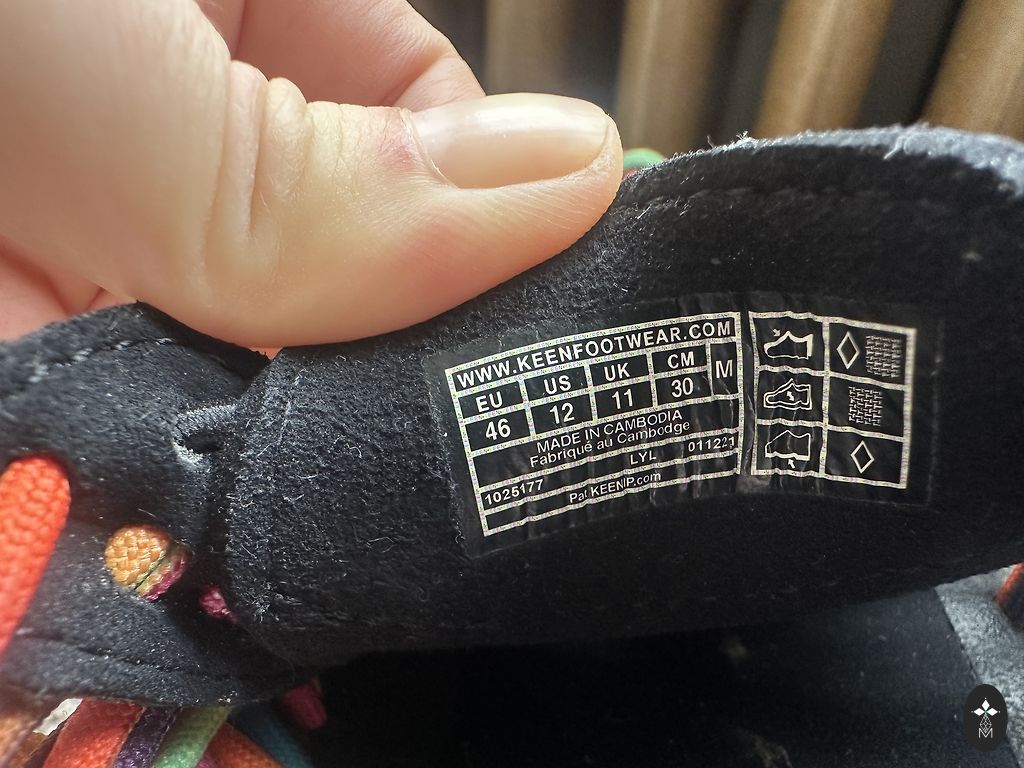 WWW.KEENFOOTWEAR.COM
EU US UK CM M
46 12 11 30
MADE IN CAMBODIA
Fabriqué au Cambodge
LYL 011221
1025177
Pat KEENIP.com
M